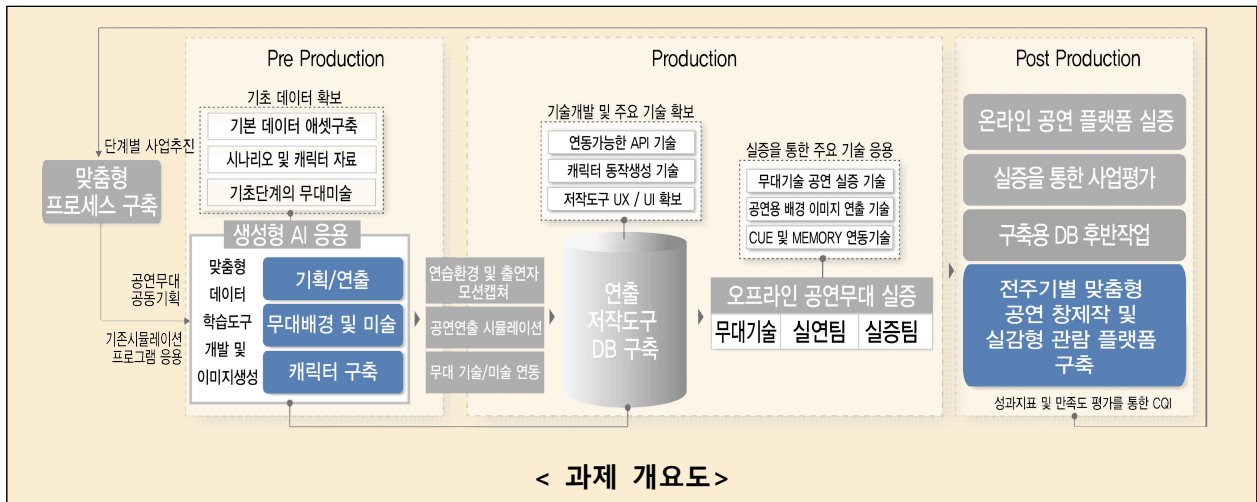 Pre Production
기초 데이터 확보
기본 데이터 애셋구축
시나리오 및 캐릭터 자료
기초단계의 무대미술
단계별 사업추진
맞춤형
프로세스 구축
공연무대
공동기획
기존시뮬레이션
프로그램 응용
생성형 AI 응용
맞춤형
데이터
학습도구
개발 및
이미지생성
기획/연출
무대배경 및 미술
캐릭터 구축
연습환경 및 출연자
모션캡쳐
공연연출 시뮬레이션
무대 기술/미술 연동
Production
기술개발 및 주요 기술 확보
연동가능한 API 기술
캐릭터 동작생성 기술
저작도구 UX / UI 확보
연출
저작도구
DB 구축
실증을 통한 주요 기술 응용
무대기술 공연 실증 기술
공연용 배경 이미지 연출 기술
CUE 및 MEMORY 연동기술
오프라인 공연무대 실증
무대기술
실연팀
실증팀
Post Production
온라인 공연 플랫폼 실증
실증을 통한 사업평가
구축용 DB 후반작업
전주기별 맞춤형
공연 창제작 및
실감형 관람 플랫폼
구축
성과지표 및 만족도 평가를 통한 CQI
< 과제 개요도>